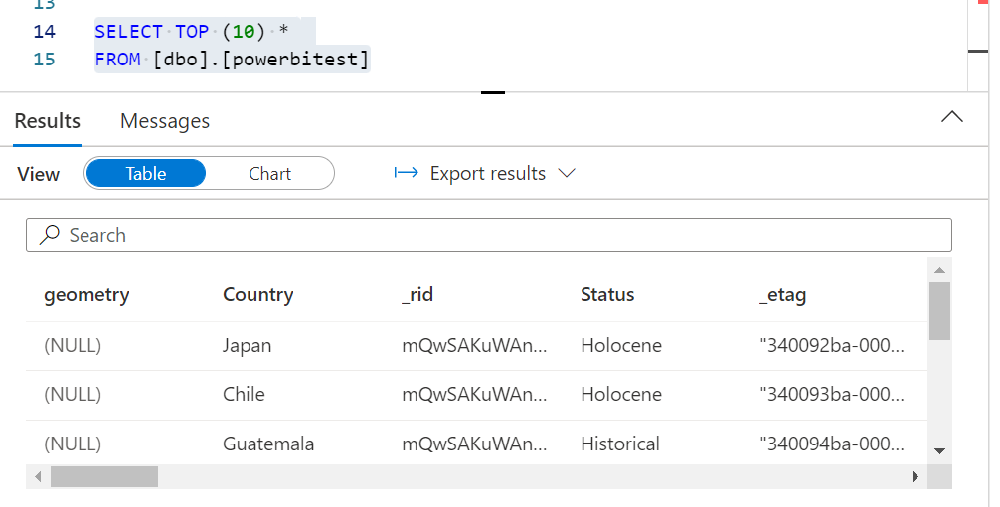 13
14 SELECT TOP (10) *
15 FROM [dbo].[powerbitest]
Results Messages
View Table Chart Export results
Search
geometry Country _rid Status _etag
(NULL) Japan mQwSAKuWAn... Holocene "340092ba-000...
(NULL) Chile mQwSAKuWAn... Holocene "340093ba-000...
(NULL) Guatemala mQwSAKuWAn... Historical "340094ba-000...